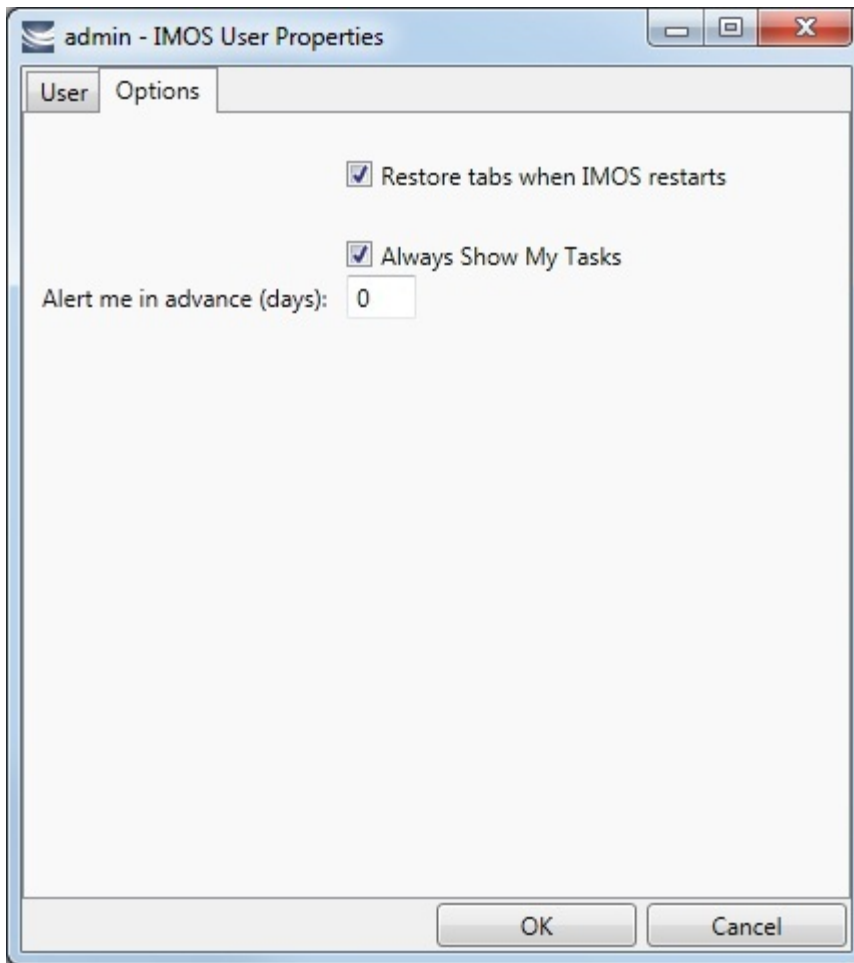 admin - IMOS User Properties
User Options
Restore tabs when IMOS restarts
Always Show My Tasks
Alert me in advance (days): 0
OK Cancel